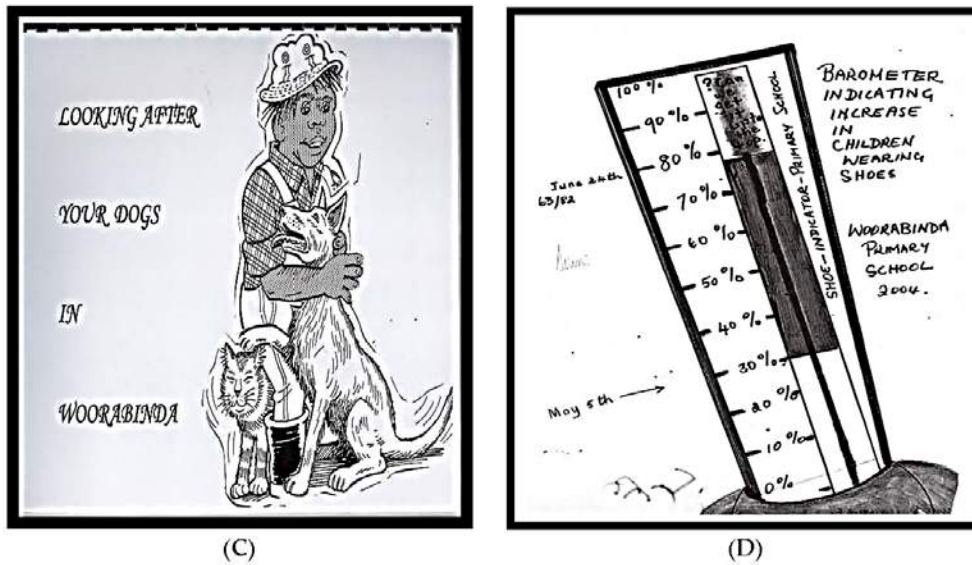 LOOKING AFTER
YOUR DOGS
IN
WOORABINDA
(C)
100%
90%
80%
70%
60%
50%
40%
30%
20%
10%
0%
SHOE-INDICATOR-PRIMARY SCHOOL
June 24th
63/82
May 5th
BAROMETER
INDICATING
INCREASE
IN
CHILDREN
WEARING
SHOES
WOORABINDA
PRIMARY
SCHOOL
2004.
(D)